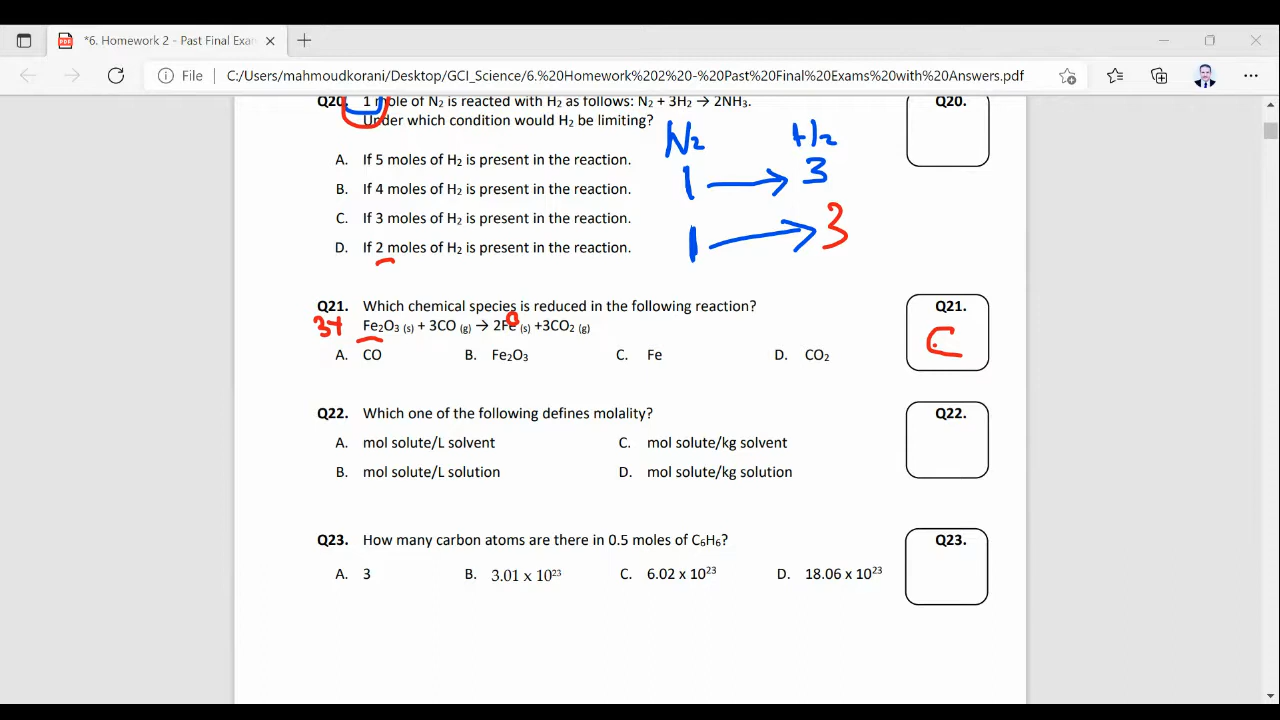 *6. Homework 2 - Past Final Exa
File C:/Users/mahmoudkorani/Desktop/GCI_Science/6.%20Homework%202%20-%20Past%20Final%20Exams%20with%20Answers.pdf
Q20. 1 mole of N₂ is reacted with H₂ as follows: N₂ + 3H₂ → 2NH₃. Q20.
Under which condition would H₂ be limiting?
N₂ H₂
A. If 5 moles of H₂ is present in the reaction.
1 → 3
B. If 4 moles of H₂ is present in the reaction.
C. If 3 moles of H₂ is present in the reaction.
1 → 3
D. If 2 moles of H₂ is present in the reaction.
Q21. Which chemical species is reduced in the following reaction? Q21.
3+ Fe₂O₃ (s) + 3CO (g) → 2Fe (s) +3CO₂ (g)
0
C
A. CO B. Fe₂O₃ C. Fe D. CO₂
Q22. Which one of the following defines molality? Q22.
A. mol solute/L solvent C. mol solute/kg solvent
B. mol solute/L solution D. mol solute/kg solution
Q23. How many carbon atoms are there in 0.5 moles of C₆H₆? Q23.
A. 3 B. 3.01 x 10²³ C. 6.02 x 10²³ D. 18.06 x 10²³